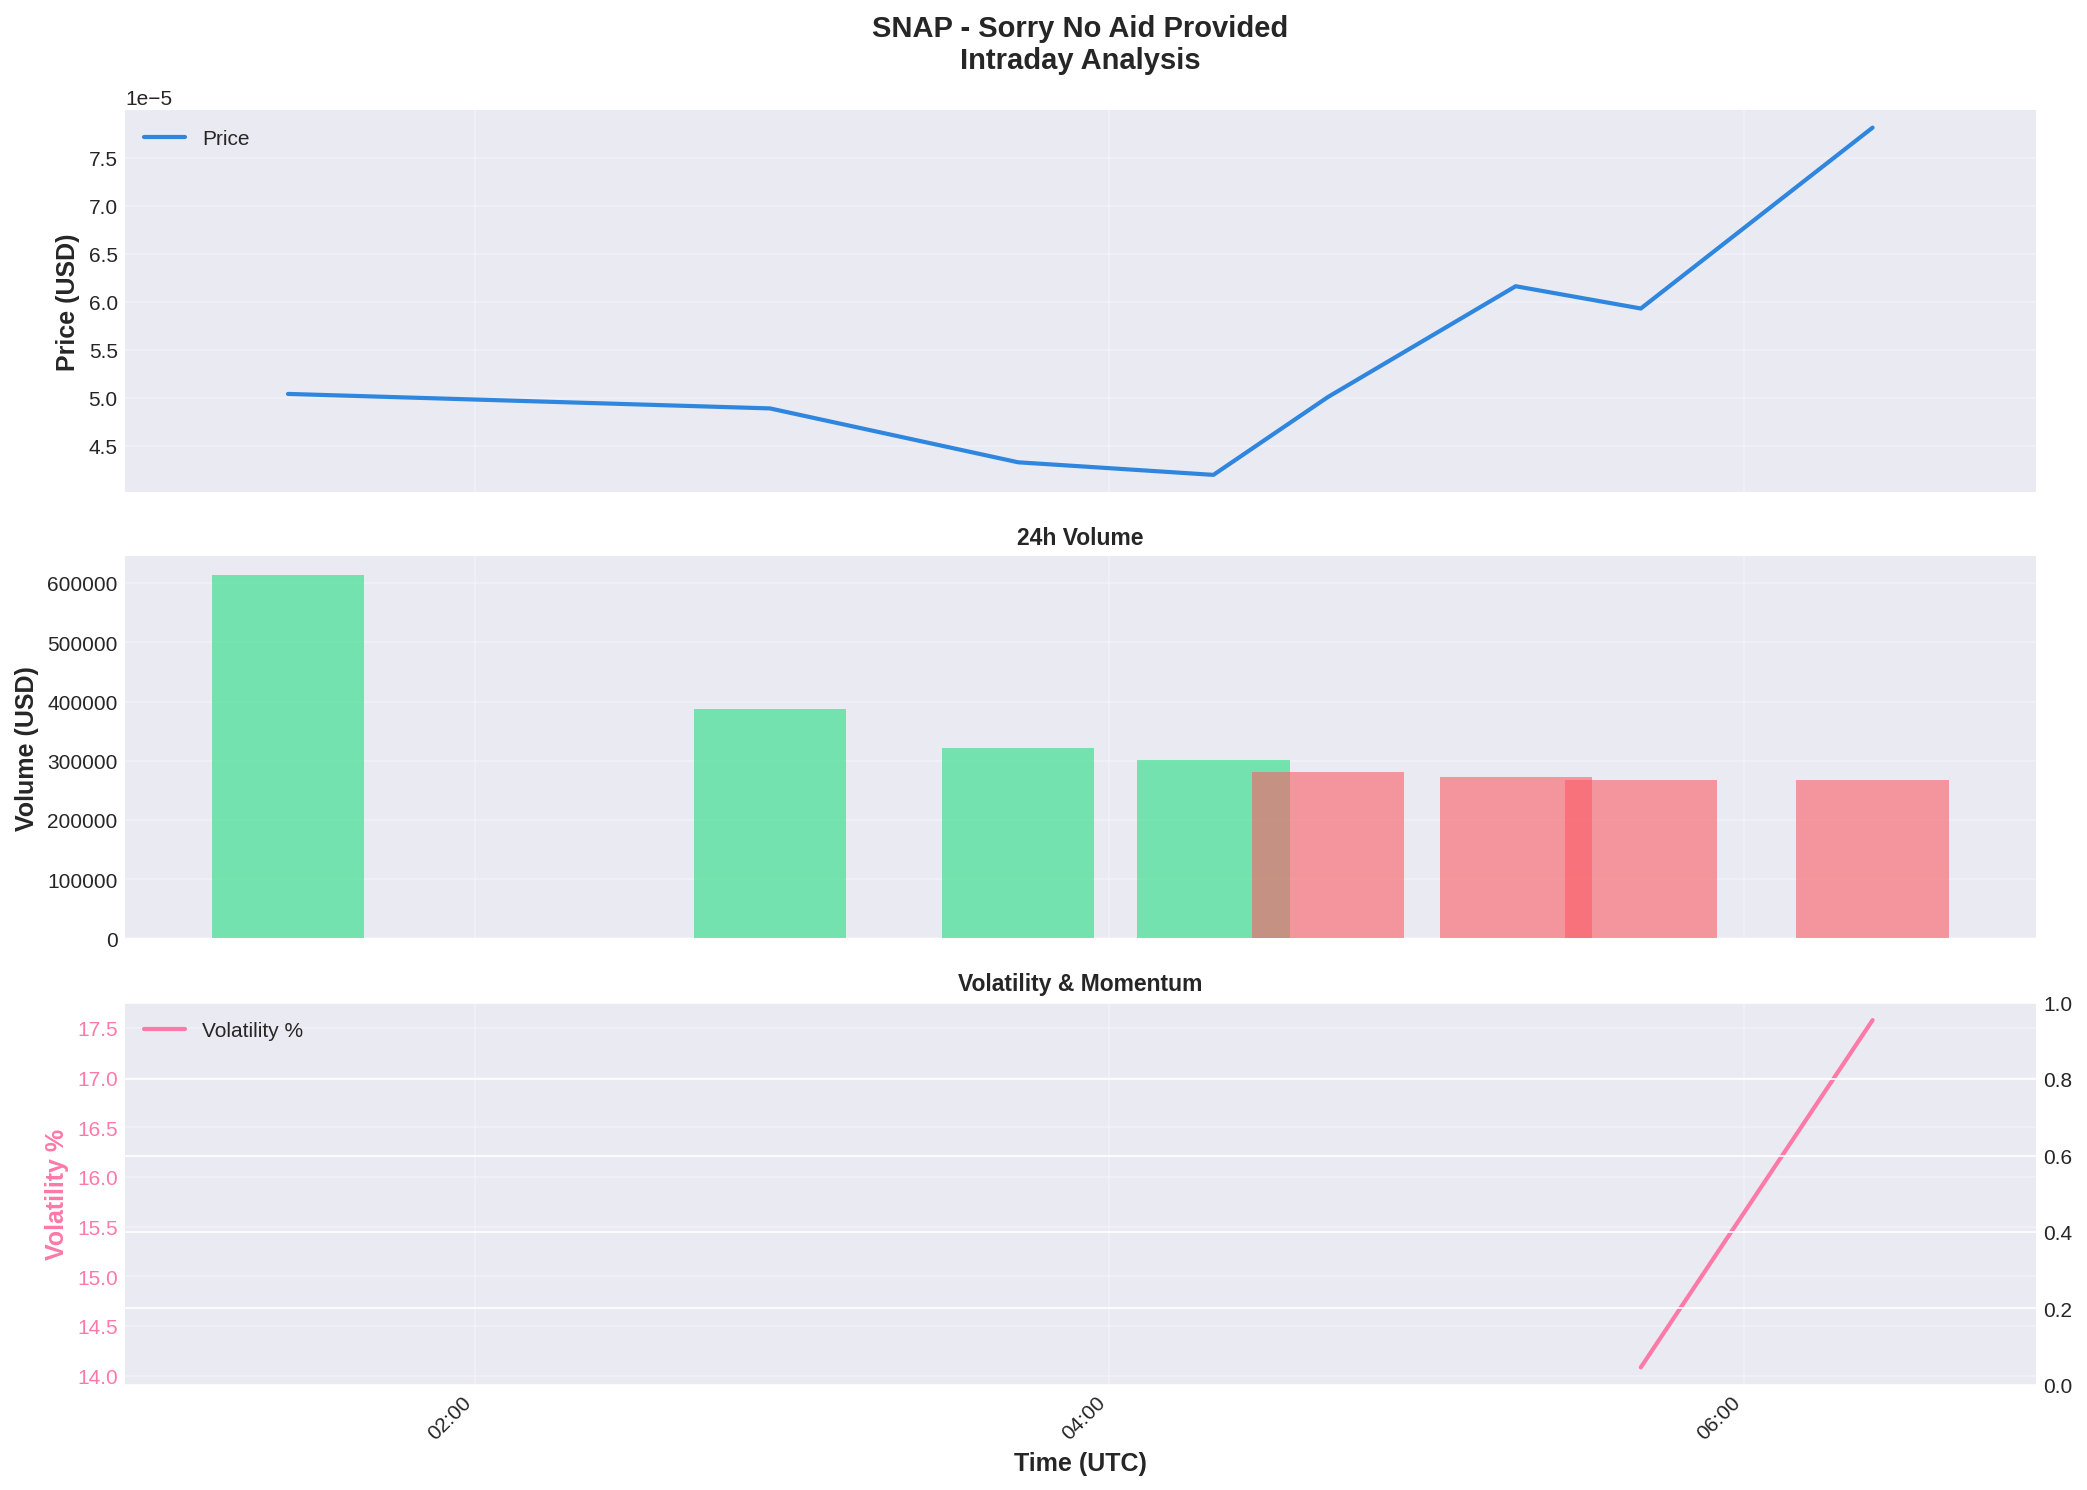 SNAP - Sorry No Aid Provided
Intraday Analysis
1e−5
Price
7.5
7.0
6.5
6.0
5.5
5.0
4.5
Price (USD)
24h Volume
600000
500000
400000
300000
200000
100000
0
Volume (USD)
Volatility & Momentum
Volatility %
17.5
17.0
16.5
16.0
15.5
15.0
14.5
14.0
Volatility %
1.0
0.8
0.6
0.4
0.2
0.0
02:00
04:00
06:00
Time (UTC)